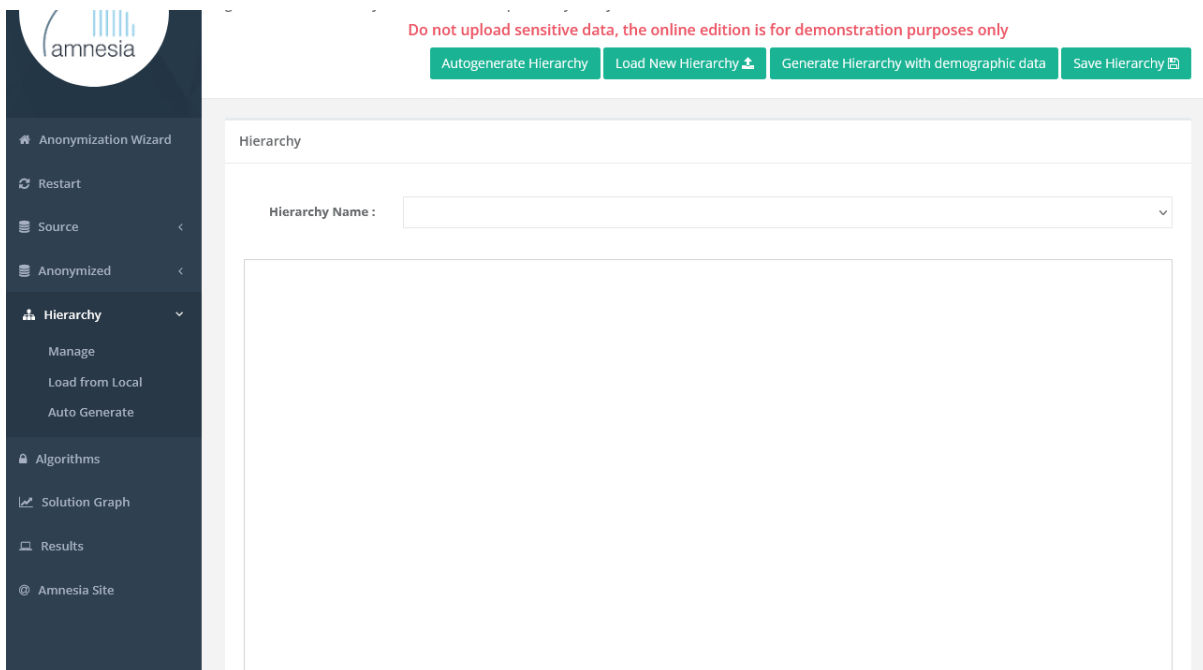 amnesia
Do not upload sensitive data, the online edition is for demonstration purposes only
Autogenerate Hierarchy Load New Hierarchy Generate Hierarchy with demographic data Save Hierarchy
Anonymization Wizard
Restart
Source
Anonymized
Hierarchy
Manage
Load from Local
Auto Generate
Algorithms
Solution Graph
Results
@ Amnesia Site
Hierarchy
Hierarchy Name :